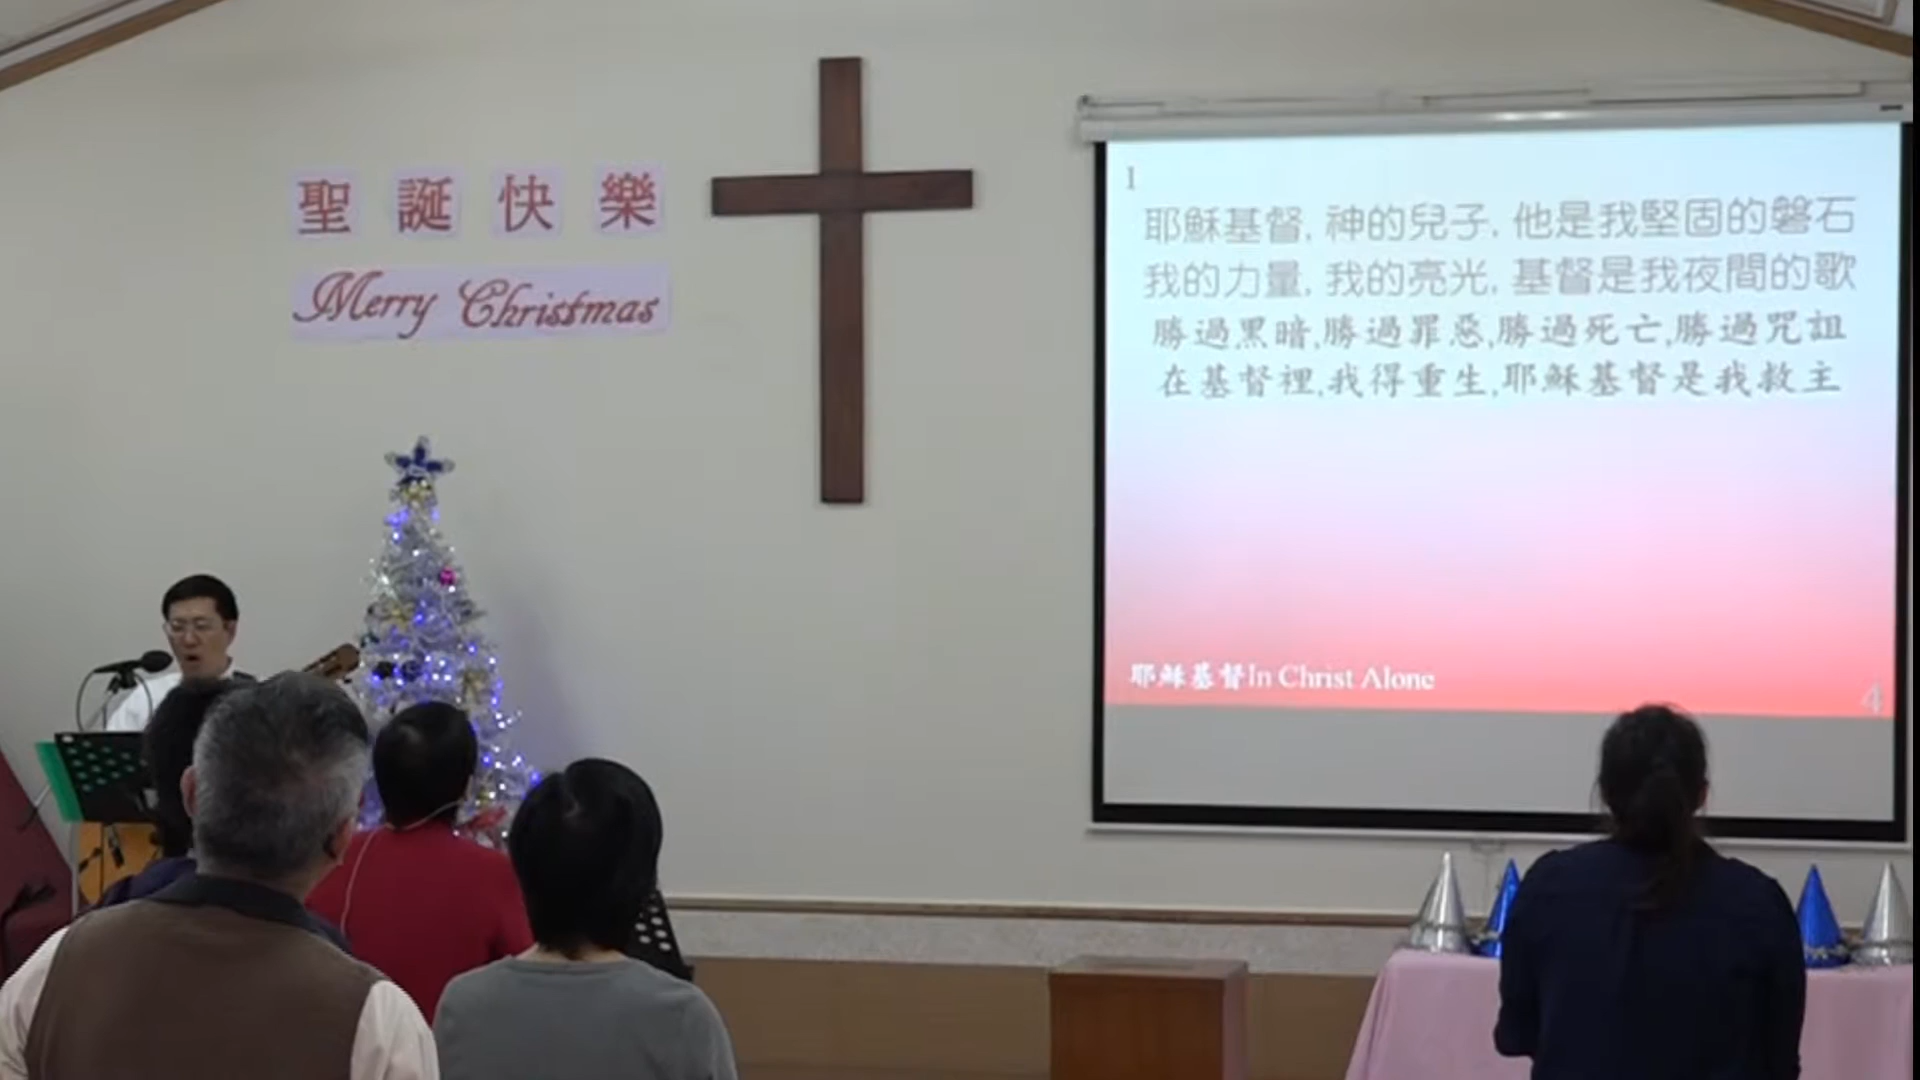 聖誕快樂
Merry Christmas
1
耶穌基督, 神的兒子, 他是我堅固的磐石
我的力量, 我的亮光, 基督是我夜間的歌
勝過黑暗,勝過罪惡,勝過死亡,勝過咒詛
在基督裡,我得重生,耶穌基督是我救主
耶穌基督In Christ Alone
4